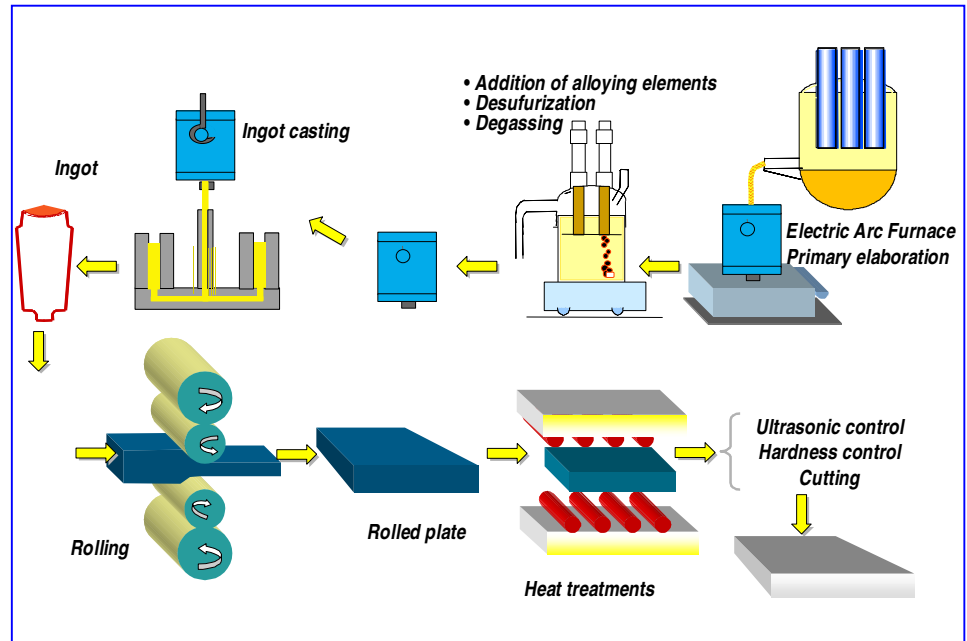 • Addition of alloying elements
• Desufurization
• Degassing
Ingot casting
Ingot
Electric Arc Furnace
Primary elaboration
Ultrasonic control
Hardness control
Cutting
Rolling
Rolled plate
Heat treatments